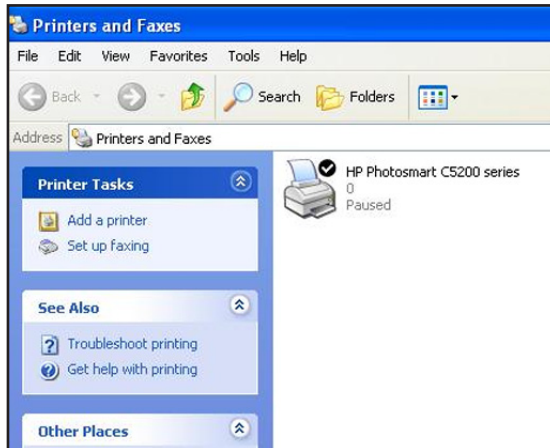 Printers and Faxes
File Edit View Favorites Tools Help
Back Search Folders
Address Printers and Faxes
Printer Tasks
Add a printer
Set up faxing
See Also
Troubleshoot printing
Get help with printing
Other Places
HP Photosmart C5200 series
0
Paused